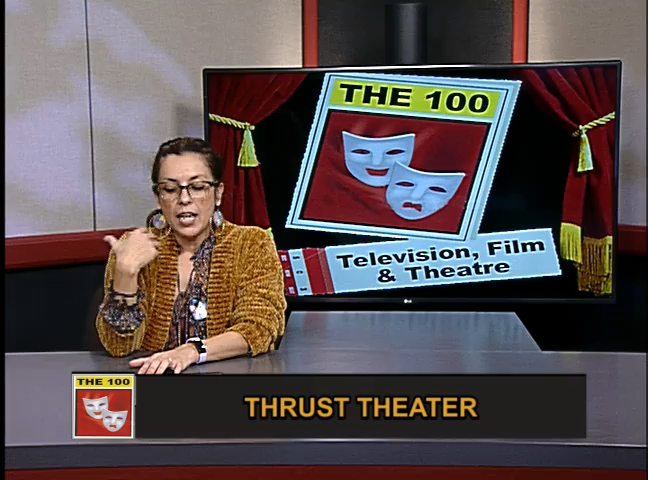 THE 100
Television, Film
& Theatre
THE 100
THRUST THEATER